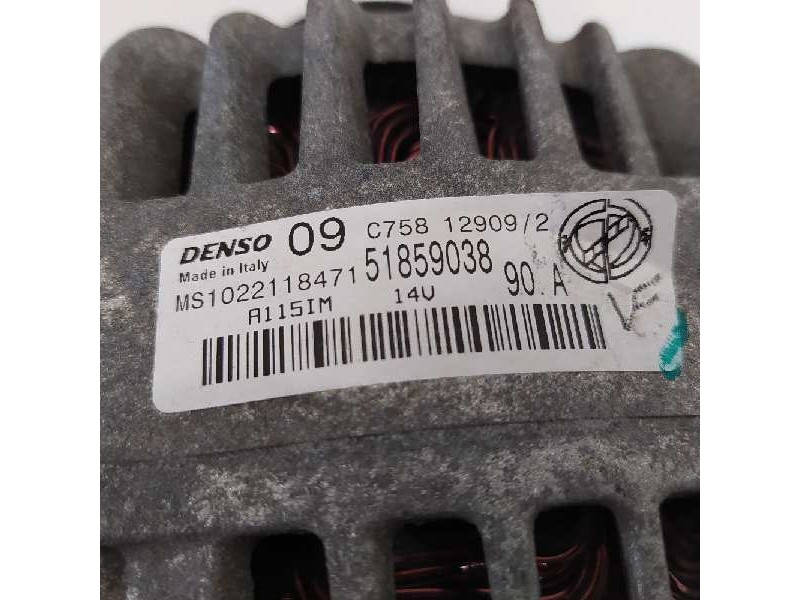 DENSO 09 C758 12909/2
Made in Italy
MS1022118471 51859038
A115IM 14V 90.A